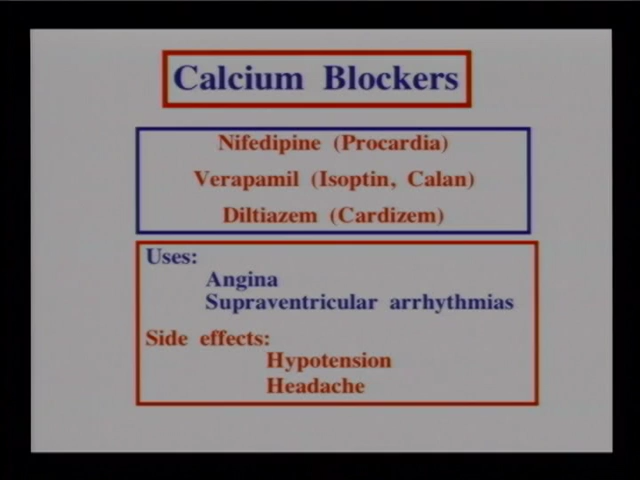 Calcium Blockers
Nifedipine (Procardia)
Verapamil (Isoptin, Calan)
Diltiazem (Cardizem)
Uses:
Angina
Supraventricular arrhythmias
Side effects:
Hypotension
Headache